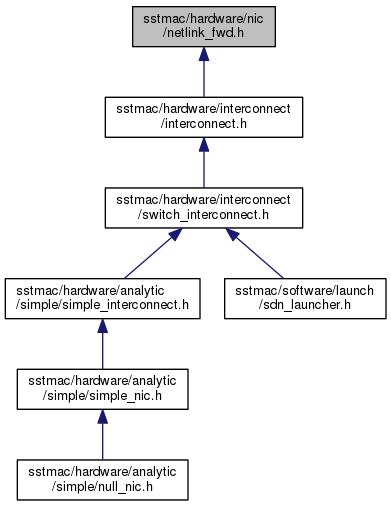 sstmac/hardware/nic
/netlink_fwd.h
sstmac/hardware/interconnect
/interconnect.h
sstmac/hardware/interconnect
/switch_interconnect.h
sstmac/hardware/analytic
/simple/simple_interconnect.h
sstmac/software/launch
/sdn_launcher.h
sstmac/hardware/analytic
/simple/simple_nic.h
sstmac/hardware/analytic
/simple/null_nic.h